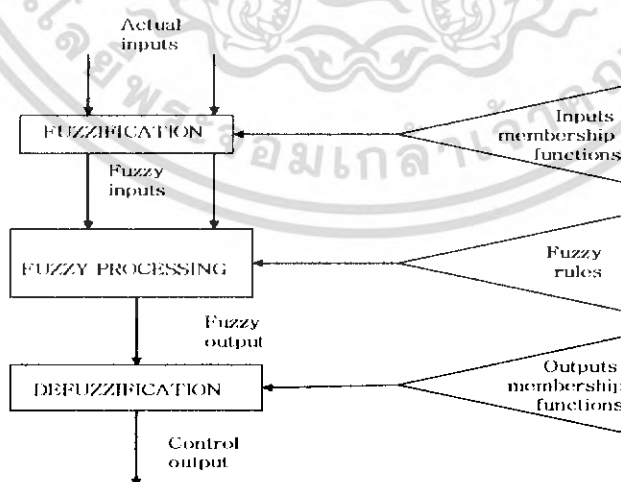 Actual
inputs
FUZZIFICATION
Inputs
membership
functions
Fuzzy
inputs
FUZZY PROCESSING
Fuzzy
rules
Fuzzy
output
DEFUZZIFICATION
Outputs
membership
functions
Control
output